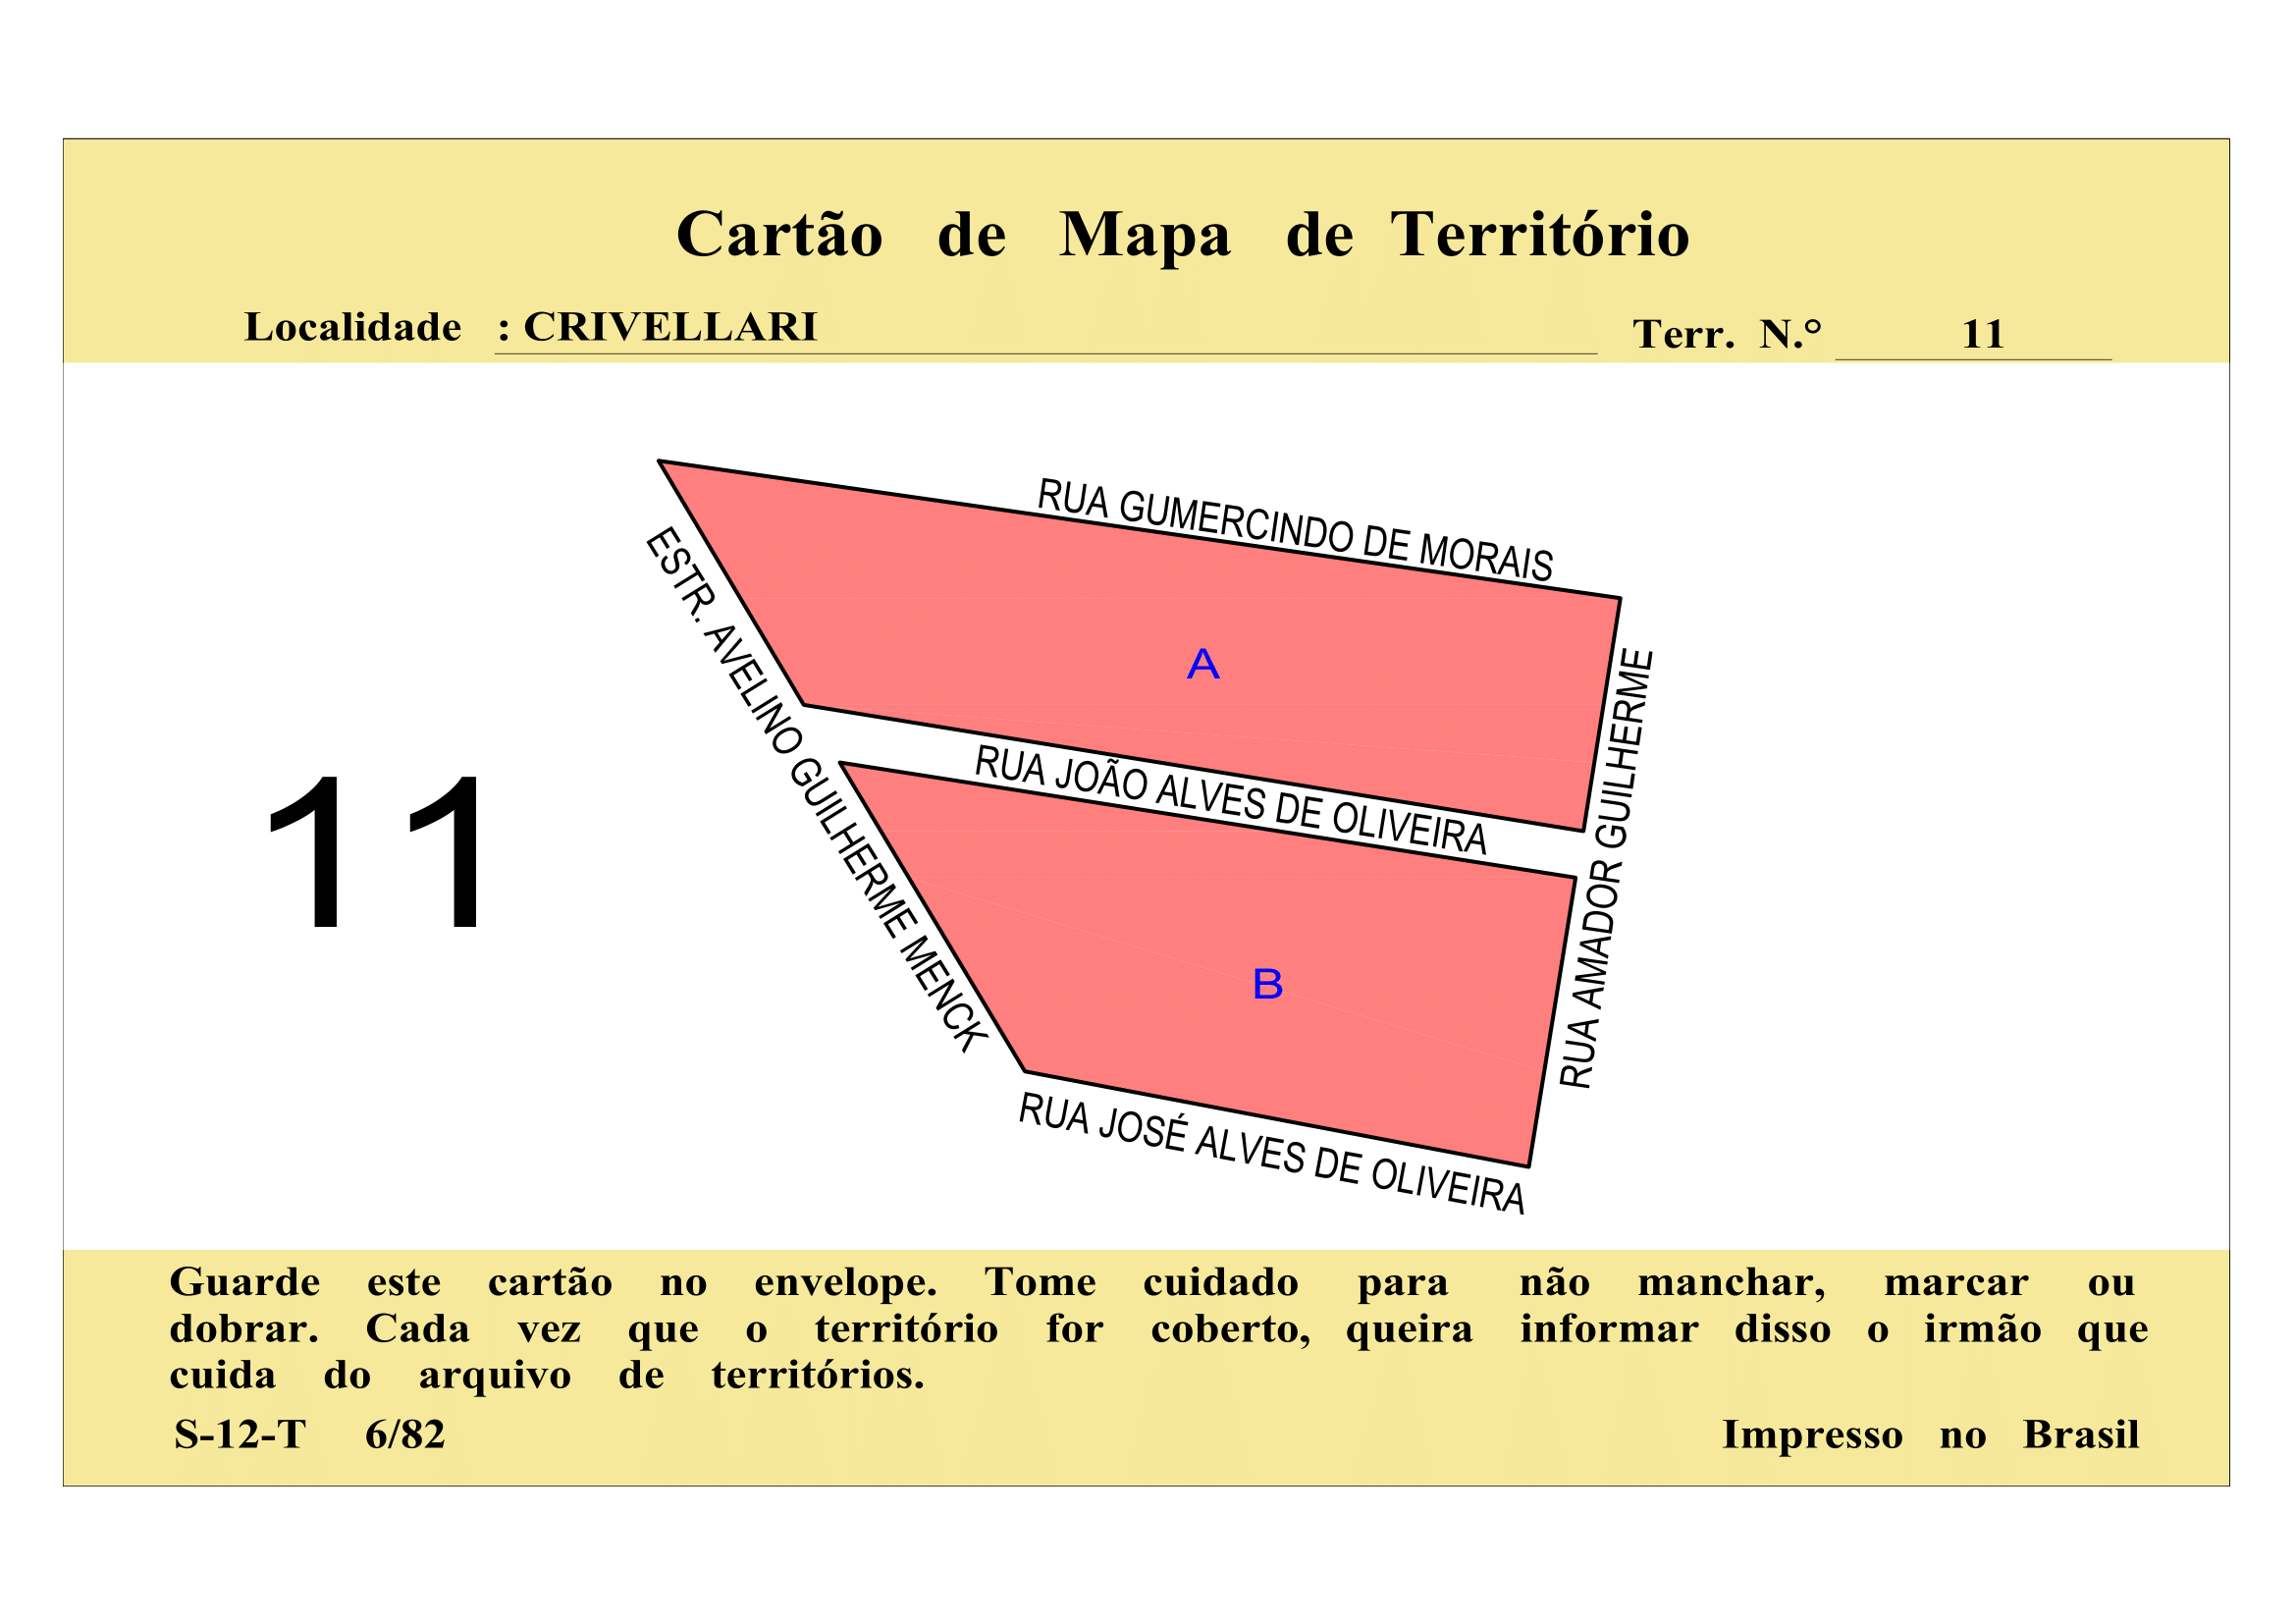 Cartão de Mapa de Território
Localidade : CRIVELLARI
Terr. N.° 11
RUA GUMERCINDO DE MORAIS
ESTR. AVELINO GUILHERME MENCK
A
RUA AMADOR GUILHERME
RUA JOÃO ALVES DE OLIVEIRA
11
B
RUA JOSÉ ALVES DE OLIVEIRA
Guarde este cartão no envelope. Tome cuidado para não manchar, marcar ou
dobrar. Cada vez que o território for coberto, queira informar disso o irmão que
cuida do arquivo de territórios.
S-12-T 6/82
Impresso no Brasil